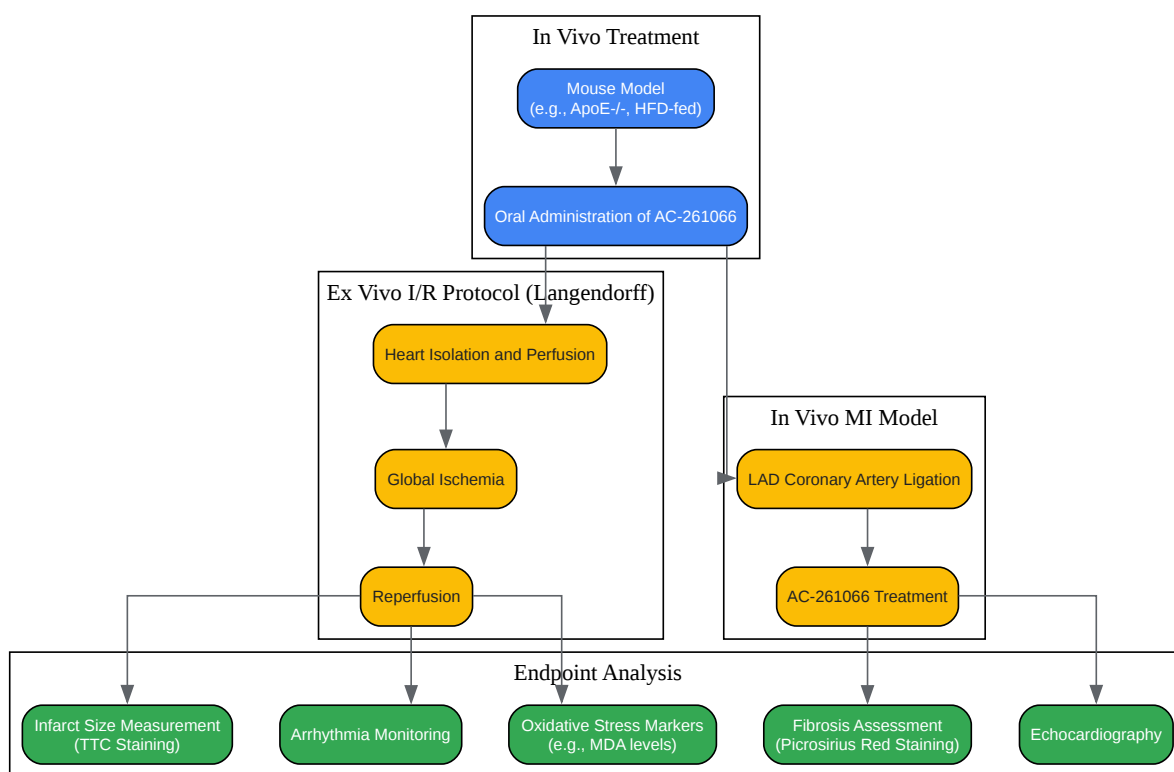 In Vivo Treatment
Mouse Model
(e.g., ApoE-/-, HFD-fed)
Oral Administration of AC-261066
Ex Vivo I/R Protocol (Langendorff)
Heart Isolation and Perfusion
Global Ischemia
Reperfusion
In Vivo MI Model
LAD Coronary Artery Ligation
AC-261066 Treatment
Endpoint Analysis
Infarct Size Measurement
(TTC Staining)
Arrhythmia Monitoring
Oxidative Stress Markers
(e.g., MDA levels)
Fibrosis Assessment
(Picrosirius Red Staining)
Echocardiography